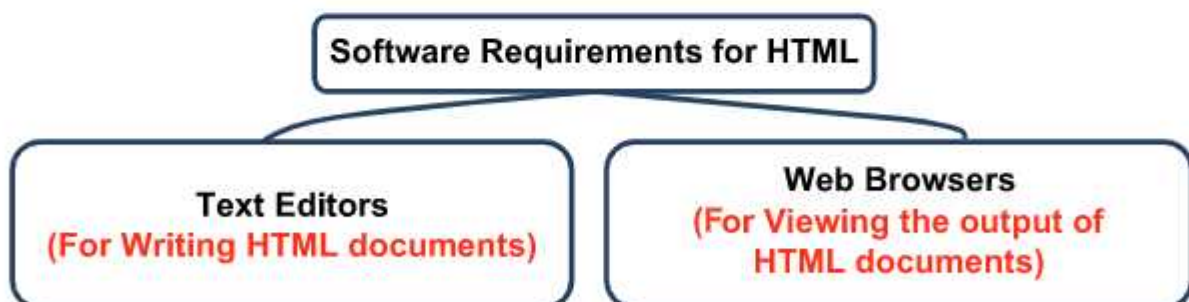 Software Requirements for HTML
Text Editors
(For Writing HTML documents)
Web Browsers
(For Viewing the output of
HTML documents)